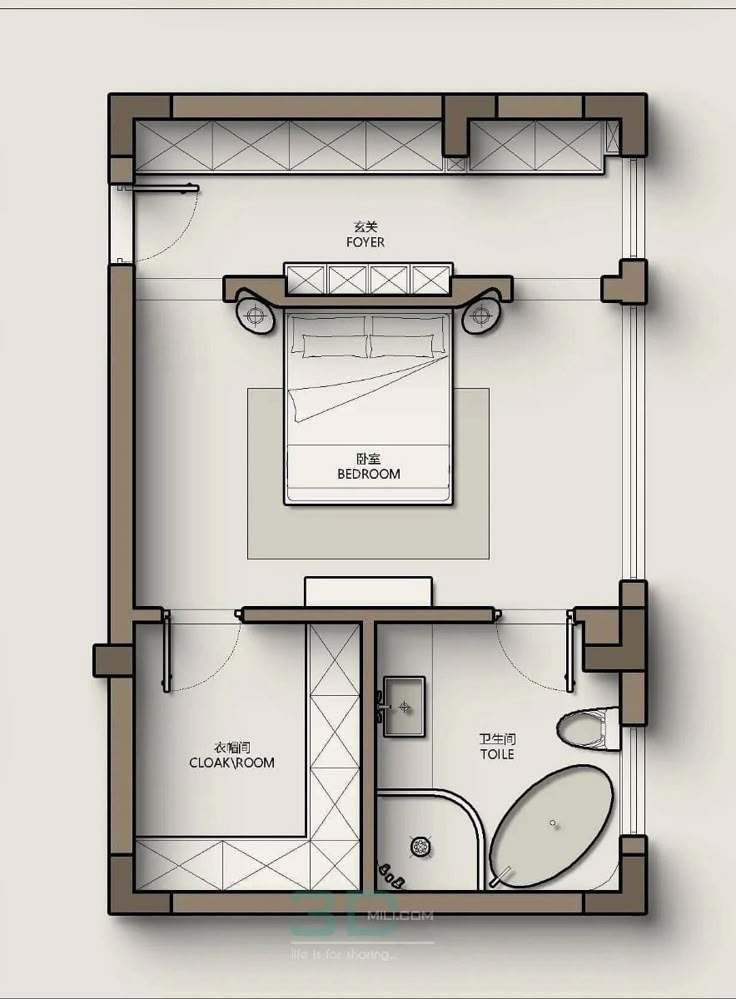 玄关
FOYER
卧室
BEDROOM
衣帽间
CLOAK\ROOM
卫生间
TOILE
3D
MILI.COM
life is for sharing...